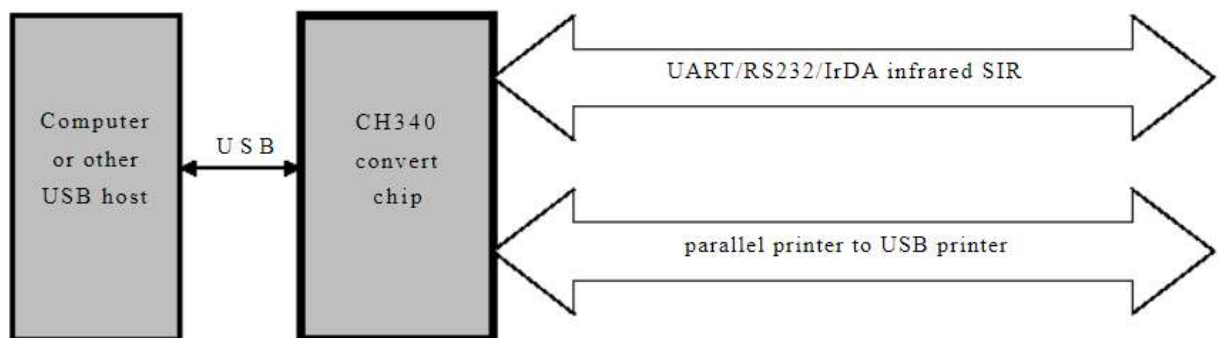 Computer
or other
USB host
USB
CH340
convert
chip
UART/RS232/IrDA infrared SIR
parallel printer to USB printer